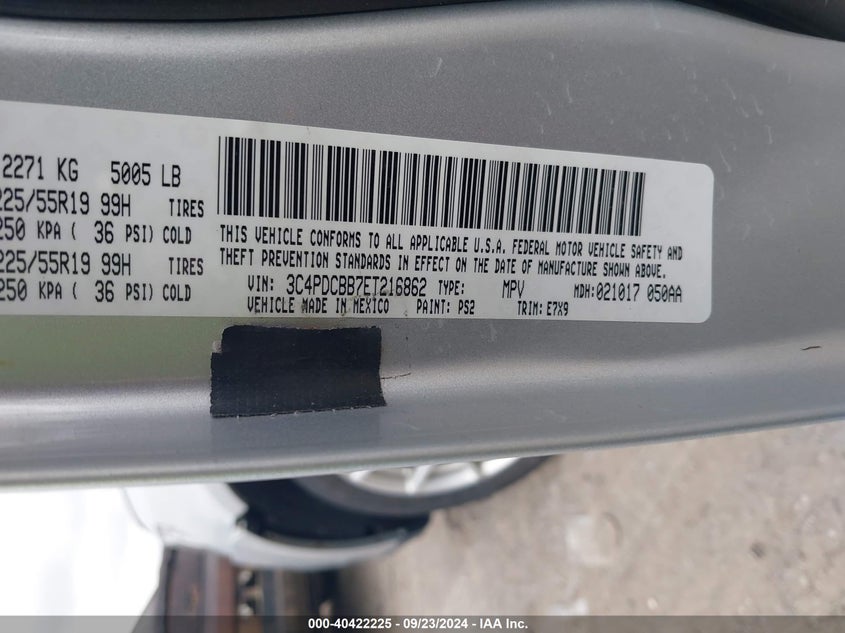 2271 KG 5005 LB
225/55R19 99H TIRES
250 KPA ( 36 PSI) COLD
225/55R19 99H TIRES
250 KPA ( 36 PSI) COLD
THIS VEHICLE CONFORMS TO ALL APPLICABLE U.S.A. FEDERAL MOTOR VEHICLE SAFETY AND
THEFT PREVENTION STANDARDS IN EFFECT ON THE DATE OF MANUFACTURE SHOWN ABOVE.
VIN: 3C4PDCBB7ET216862 TYPE: MPV MDH:021017 050AA
VEHICLE MADE IN MEXICO PAINT: PS2 TRIM: E7X9
000-40422225 - 09/23/2024 - IAA Inc.